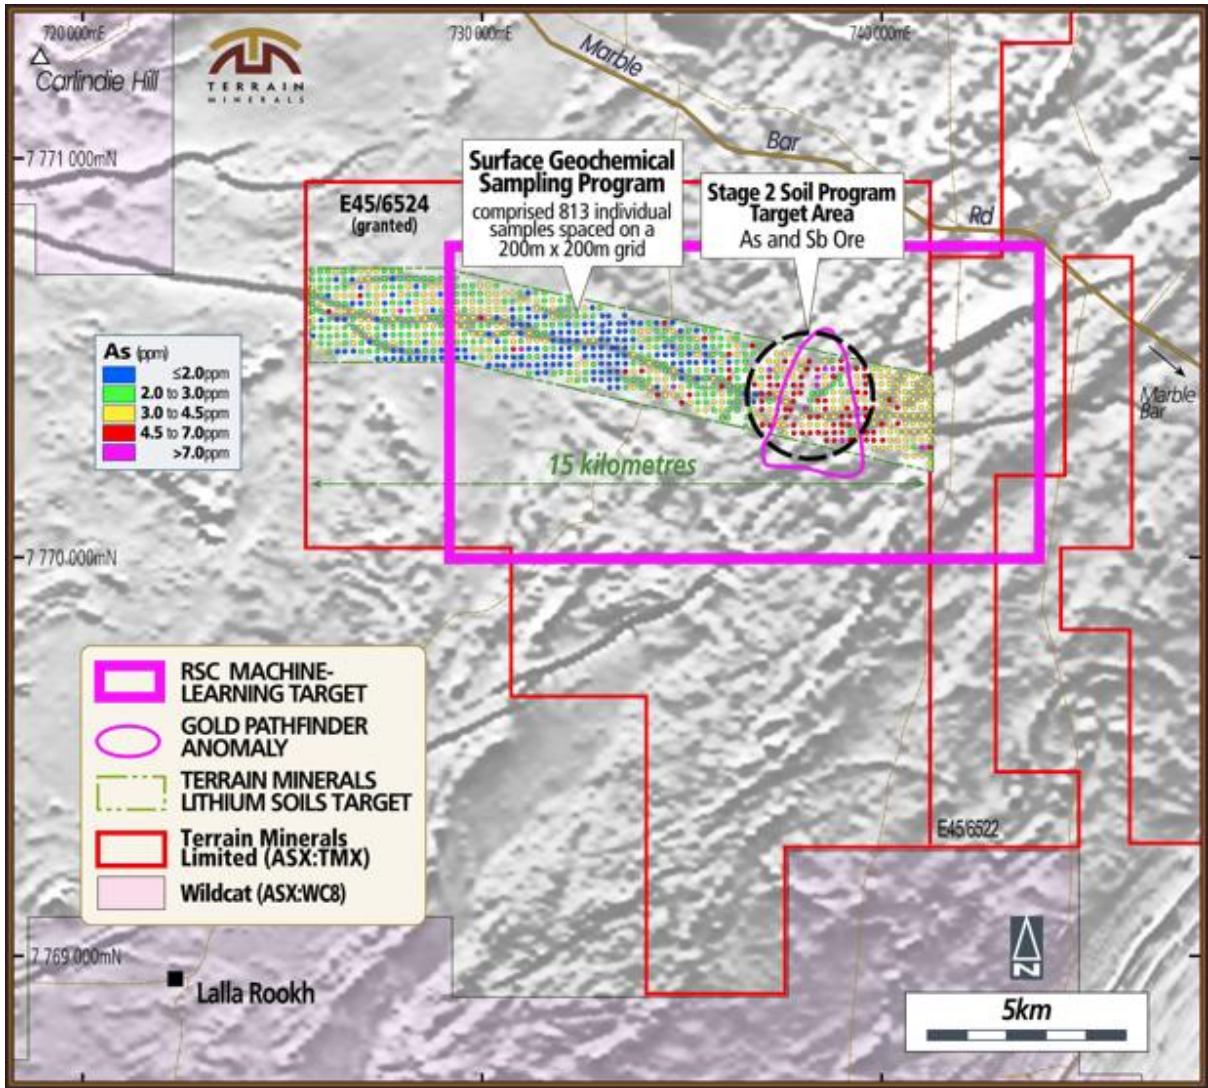 720 000mE
730 000mE
740 000mE
Carlindie Hill
TERRAIN
MINERALS
Marble
Bar
Rd
7 771 000mN
E45/6524
(granted)
Surface Geochemical
Sampling Program
comprised 813 individual
samples spaced on a
200m x 200m grid
Stage 2 Soil Program
Target Area
As and Sb Ore
As (ppm)
≤2.0ppm
2.0 to 3.0ppm
3.0 to 4.5ppm
4.5 to 7.0ppm
>7.0ppm
Marble
Bar
15 kilometres
7 770 000mN
RSC MACHINE-
LEARNING TARGET
GOLD PATHFINDER
ANOMALY
TERRAIN MINERALS
LITHIUM SOILS TARGET
Terrain Minerals
Limited (ASX:TMX)
Wildcat (ASX:WC8)
E45/6522
7 769 000mN
Lalla Rookh
N
5km